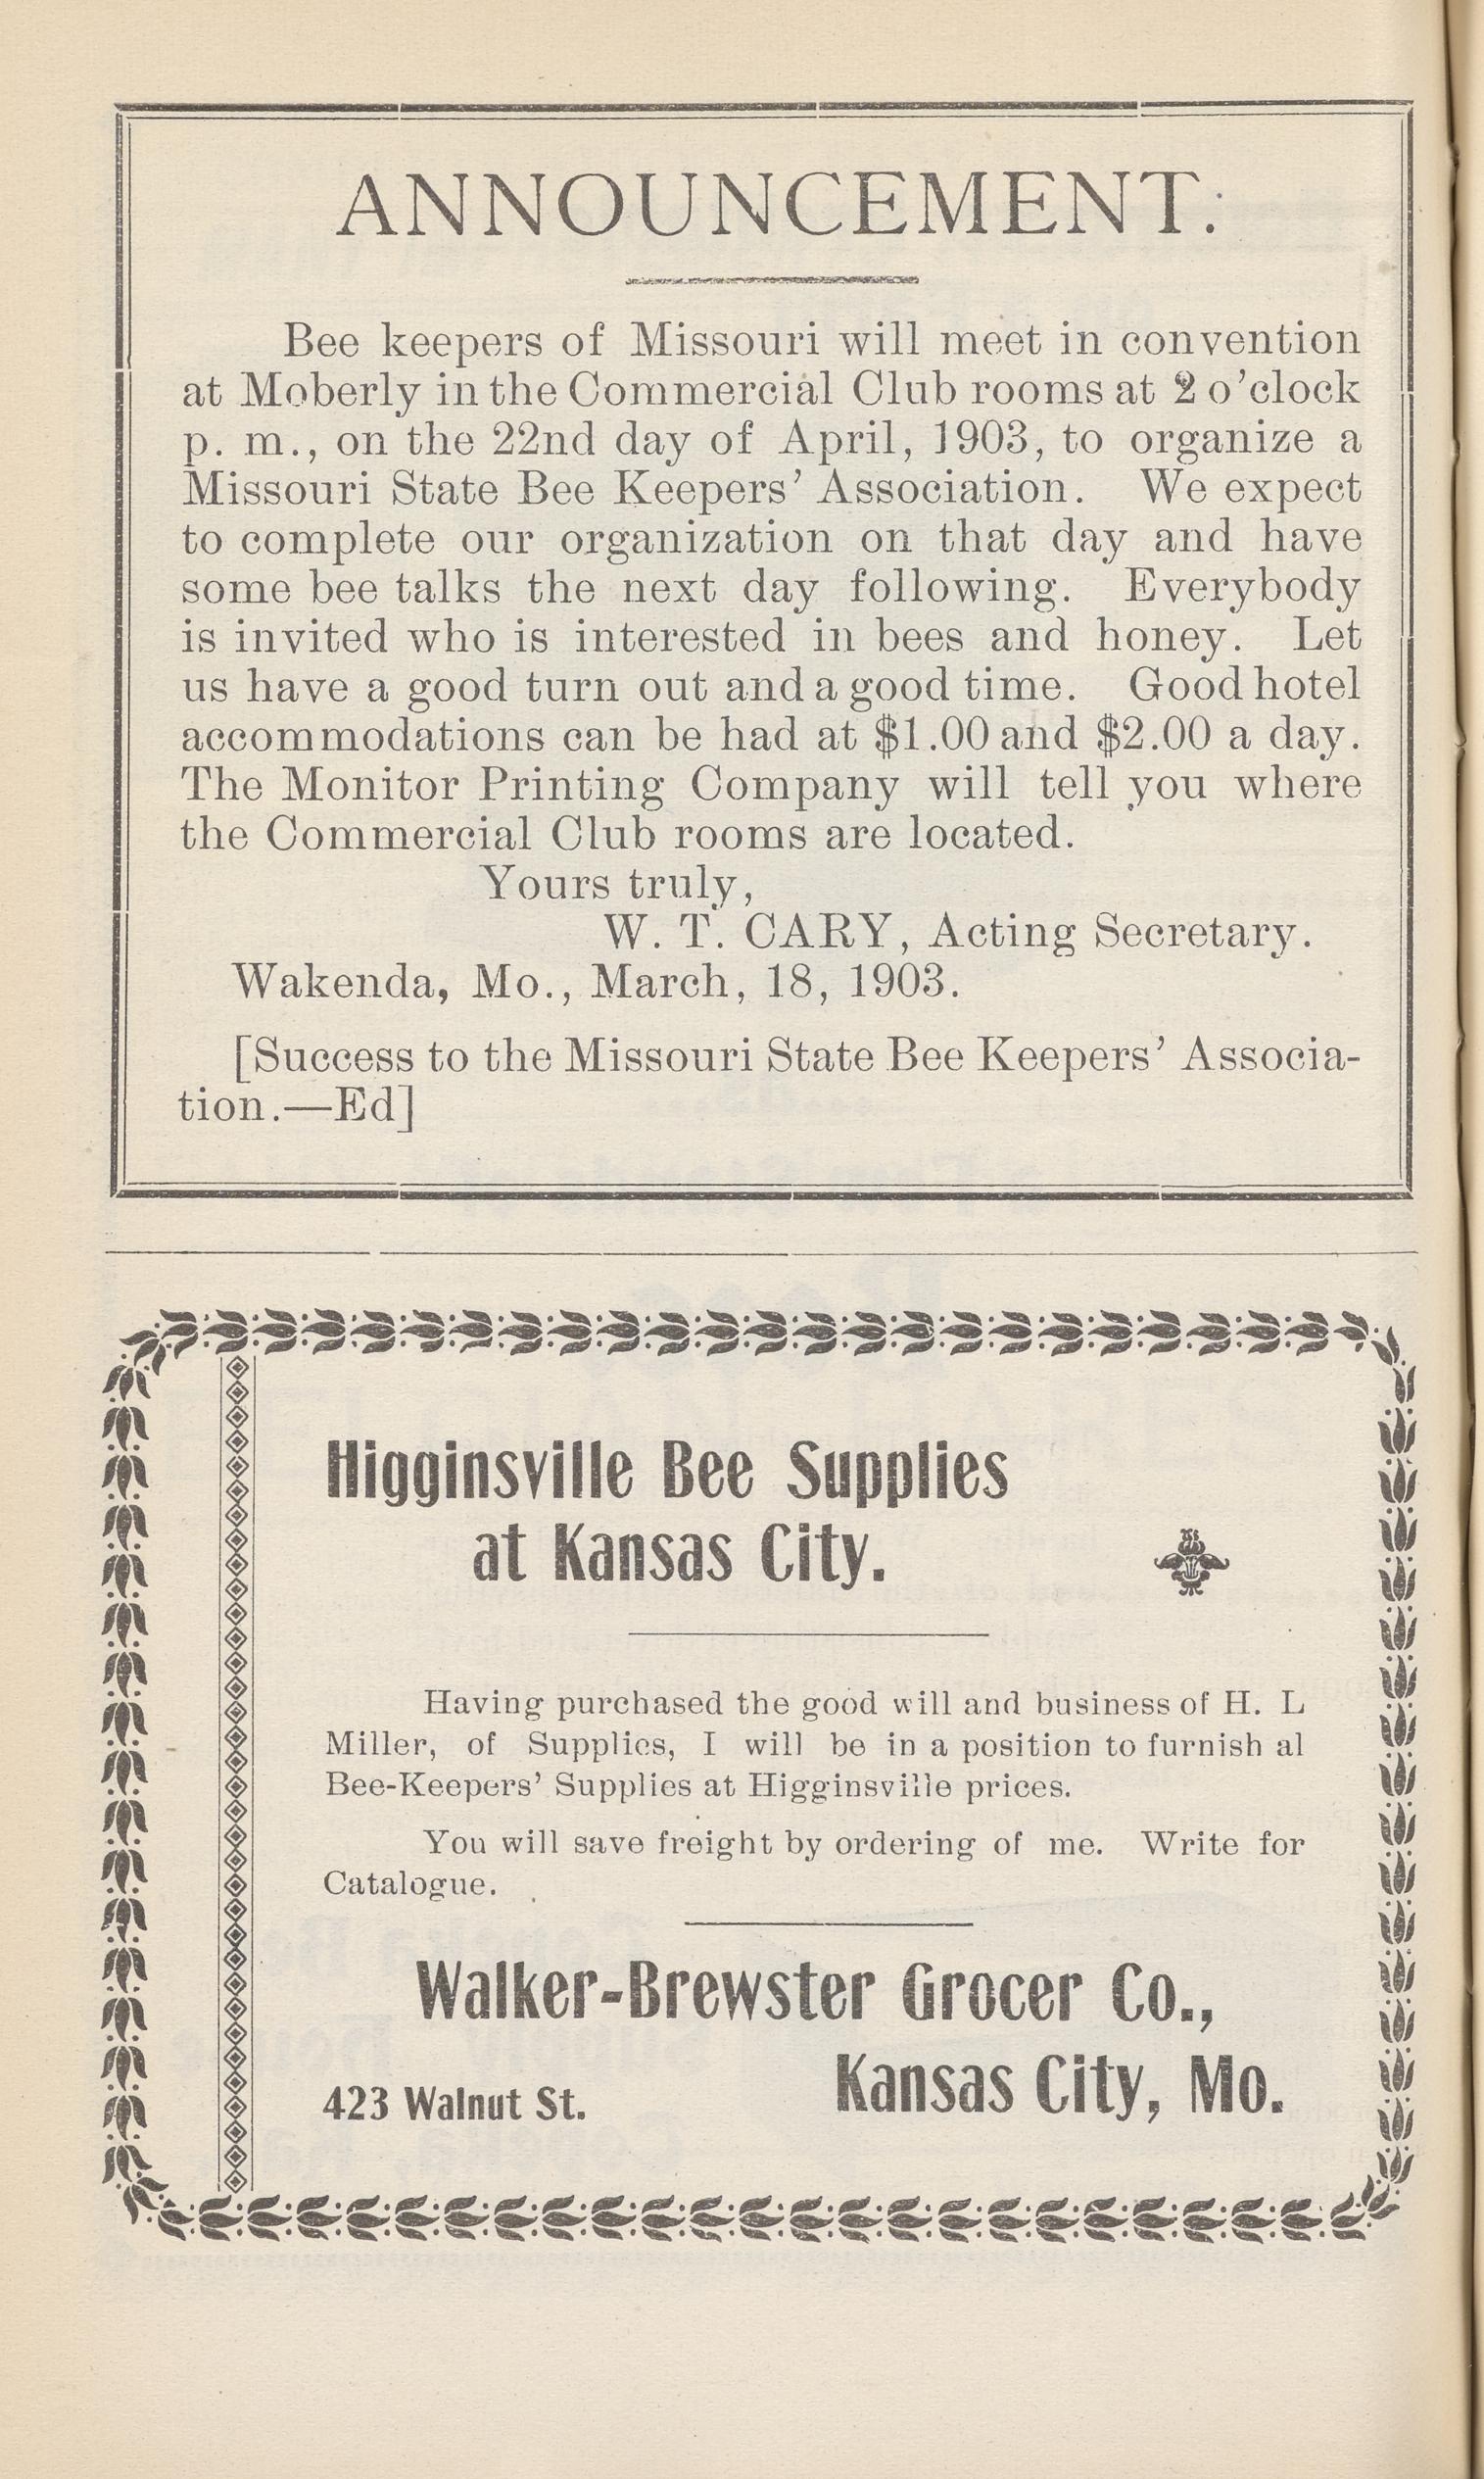 ANNOUNCEMENT.
Bee keepers of Missouri will meet in convention
at Moberly in the Commercial Club rooms at 2 o'clock
p. m., on the 22nd day of April, 1903, to organize a
Missouri State Bee Keepers' Association. We expect
to complete our organization on that day and have
some bee talks the next day following. Everybody
is invited who is interested in bees and honey. Let
us have a good turn out and a good time. Good hotel
accommodations can be had at $1.00 and $2.00 a day.
The Monitor Printing Company will tell you where
the Commercial Club rooms are located.
Yours truly,
W. T. CARY, Acting Secretary.
Wakenda, Mo., March, 18, 1903.
[Success to the Missouri State Bee Keepers' Associa-
tion.—Ed]
Higginsville Bee Supplies
at Kansas City.
Having purchased the good will and business of H. L
Miller, of Supplies, I will be in a position to furnish al
Bee-Keepers' Supplies at Higginsville prices.
You will save freight by ordering of me. Write for
Catalogue.
Walker-Brewster Grocer Co.,
423 Walnut St. Kansas City, Mo.